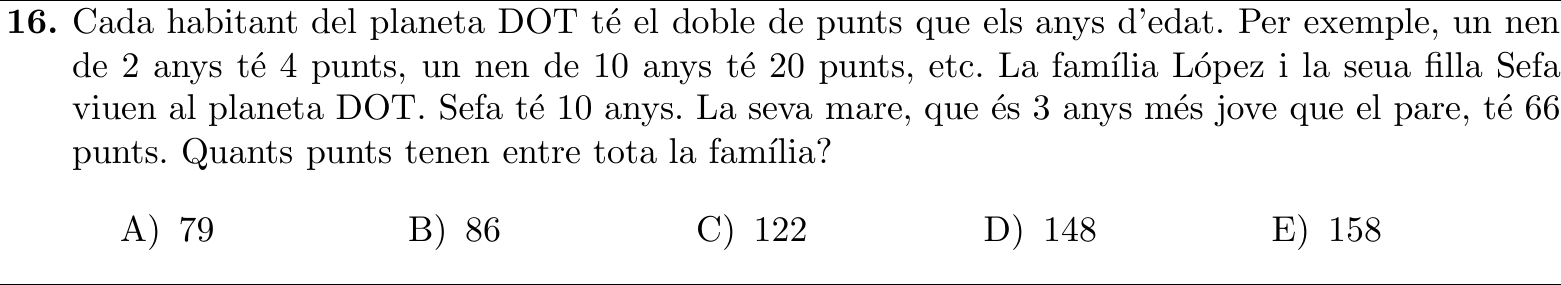 16. Cada habitant del planeta DOT té el doble de punts que els anys d'edat. Per exemple, un nen
de 2 anys té 4 punts, un nen de 10 anys té 20 punts, etc. La família López i la seua filla Sefa
viuen al planeta DOT. Sefa té 10 anys. La seva mare, que és 3 anys més jove que el pare, té 66
punts. Quants punts tenen entre tota la família?
A) 79 B) 86 C) 122 D) 148 E) 158